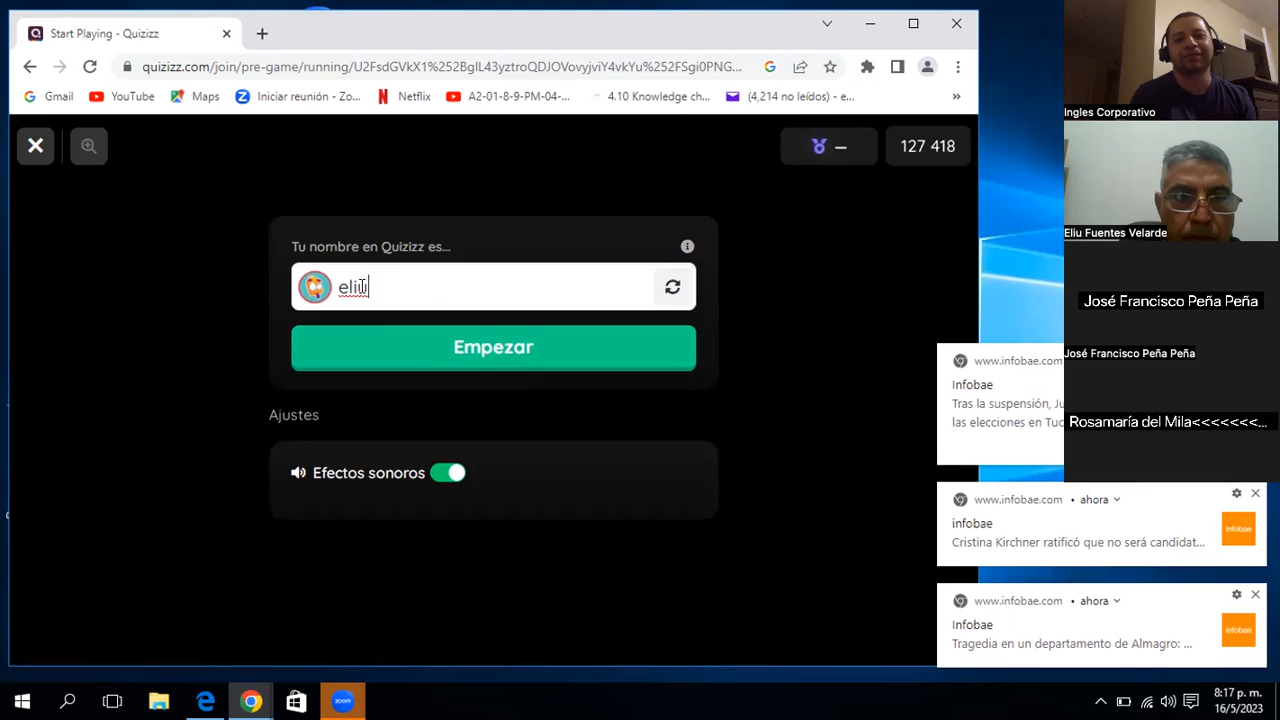 Start Playing - Quizizz
quizizz.com/join/pre-game/running/U2FsdGVkX1%252BgIL43yztroQDJOVovyjviY4vkYu%252FSgi0PNG...
Gmail YouTube Maps Iniciar reunión - Zo... Netflix A2-01-8-9-PM-04-... 4.10 Knowledge ch... (4,214 no leídos) - e... »
127 418
Tu nombre en Quizizz es...
eliu
Empezar
Ajustes
Efectos sonoros
Ingles Corporativo
Eliu Fuentes Velarde
José Francisco Peña Peña
José Francisco Peña Peña
Rosamaría del Mila<<<<<<<...
www.infobae.com
Infobae
Tras la suspensión, Ju
las elecciones en Tuc
www.infobae.com • ahora
infobae
Cristina Kirchner ratificó que no será candidat...
infobae
www.infobae.com • ahora
Infobae
Tragedia en un departamento de Almagro: ...
infobae
zoom
8:17 p. m.
16/5/2023